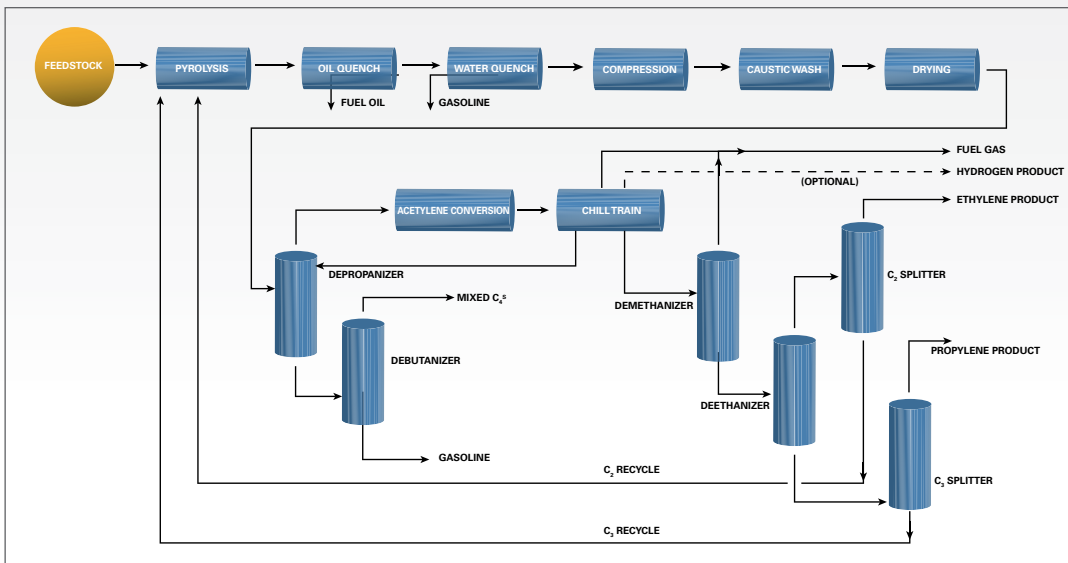 FEEDSTOCK
PYROLYSIS
OIL QUENCH
WATER QUENCH
COMPRESSION
CAUSTIC WASH
DRYING
FUEL OIL
GASOLINE
FUEL GAS
HYDROGEN PRODUCT
(OPTIONAL)
ETHYLENE PRODUCT
ACETYLENE CONVERSION
CHILL TRAIN
DEPROPANIZER
C₂ SPLITTER
MIXED C₄ˢ
DEMETHANIZER
DEBUTANIZER
PROPYLENE PRODUCT
DEETHANIZER
GASOLINE
C₂ RECYCLE
C₃ SPLITTER
C₃ RECYCLE